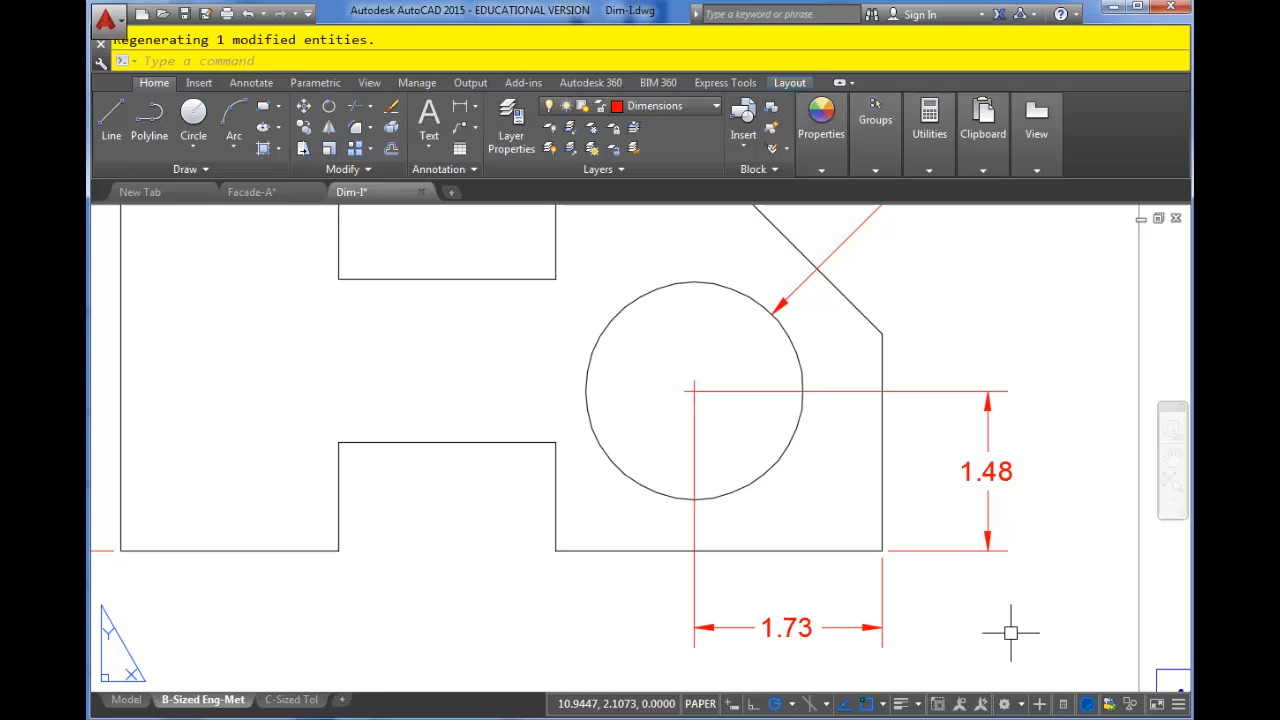 Autodesk AutoCAD 2015 - EDUCATIONAL VERSION Dim-I.dwg
Type a keyword or phrase
Sign In
Regenerating 1 modified entities.
Type a command
Home Insert Annotate Parametric View Manage Output Add-ins Autodesk 360 BIM 360 Express Tools Layout
Line Polyline Circle Arc
Text
Layer Properties
Dimensions
Insert
Properties Groups Utilities Clipboard View
Draw Modify Annotation Layers Block
New Tab Facade-A* Dim-I*
1.48
1.73
Y
X
Model B-Sized Eng-Met C-Sized Tol
10.9447, 2.1073, 0.0000 PAPER